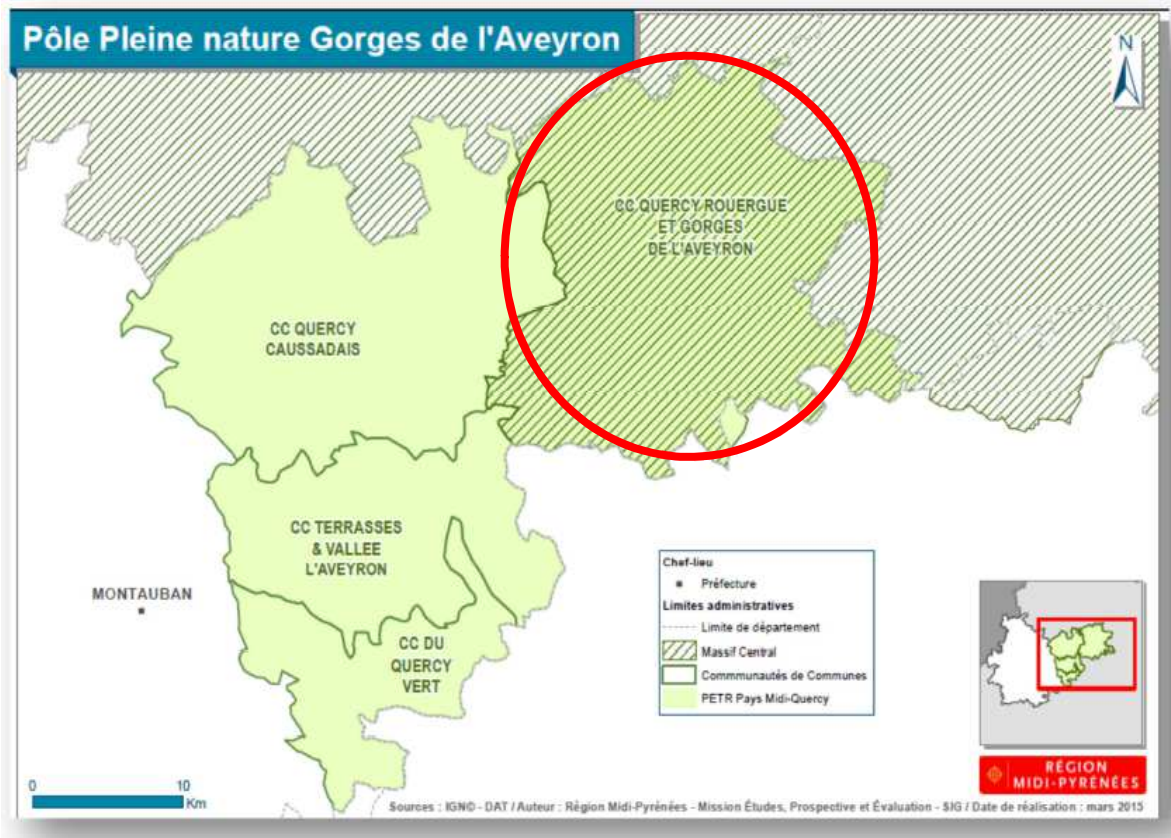 Pôle Pleine nature Gorges de l'Aveyron
N
CC QUERCY ROUERGUE
ET GORGES
DE L'AVEYRON
CC QUERCY
CAUSSADAIS
CC TERRASSES
& VALLEE
L'AVEYRON
MONTAUBAN
CC DU
QUERCY
VERT
Chef-lieu
Préfecture
Limites administratives
Limite de département
Massif Central
Commmunautés de Communes
PETR Pays Midi-Quercy
0 10
Km
RÉGION
MIDI-PYRÉNÉES
Sources : IGN© - DAT / Auteur : Région Midi-Pyrénées - Mission Études, Prospective et Évaluation - SIG / Date de réalisation : mars 2015